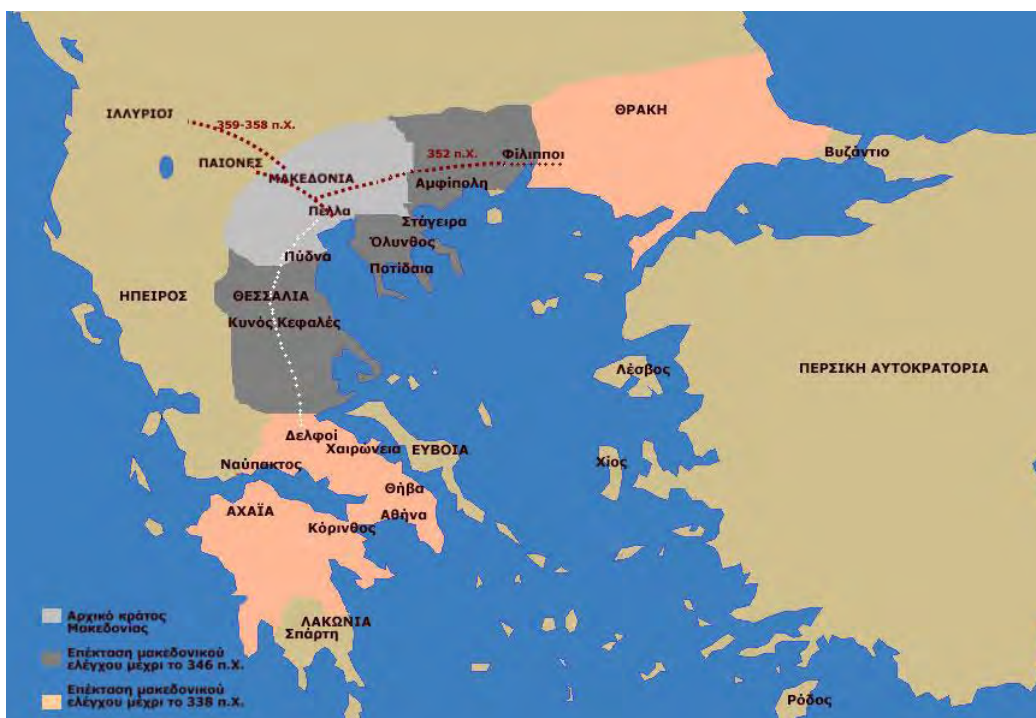 ΘΡΑΚΗ
ΙΛΛΥΡΙΟΙ
359-358 π.Χ.
352 π.Χ.
Φίλιπποι
Βυζάντιο
ΠΑΙΟΝΕΣ
ΜΑΚΕΔΟΝΙΑ
Αμφίπολη
Πέλλα
Στάγειρα
Όλυνθος
Πύδνα
Ποτίδαια
ΗΠΕΙΡΟΣ
ΘΕΣΣΑΛΙΑ
Κυνός Κεφαλές
Λέσβος
ΠΕΡΣΙΚΗ ΑΥΤΟΚΡΑΤΟΡΙΑ
Δελφοί
Χαιρώνεια
ΕΥΒΟΙΑ
Ναύπακτος
Χίος
Θήβα
ΑΧΑΪΑ
Αθήνα
Κόρινθος
ΛΑΚΩΝΙΑ
Σπάρτη
Ρόδος
Αρχικό κράτος
Μακεδονίας
Επέκταση μακεδονικού
ελέγχου μέχρι το 346 π.Χ.
Επέκταση μακεδονικού
ελέγχου μέχρι το 338 π.Χ.